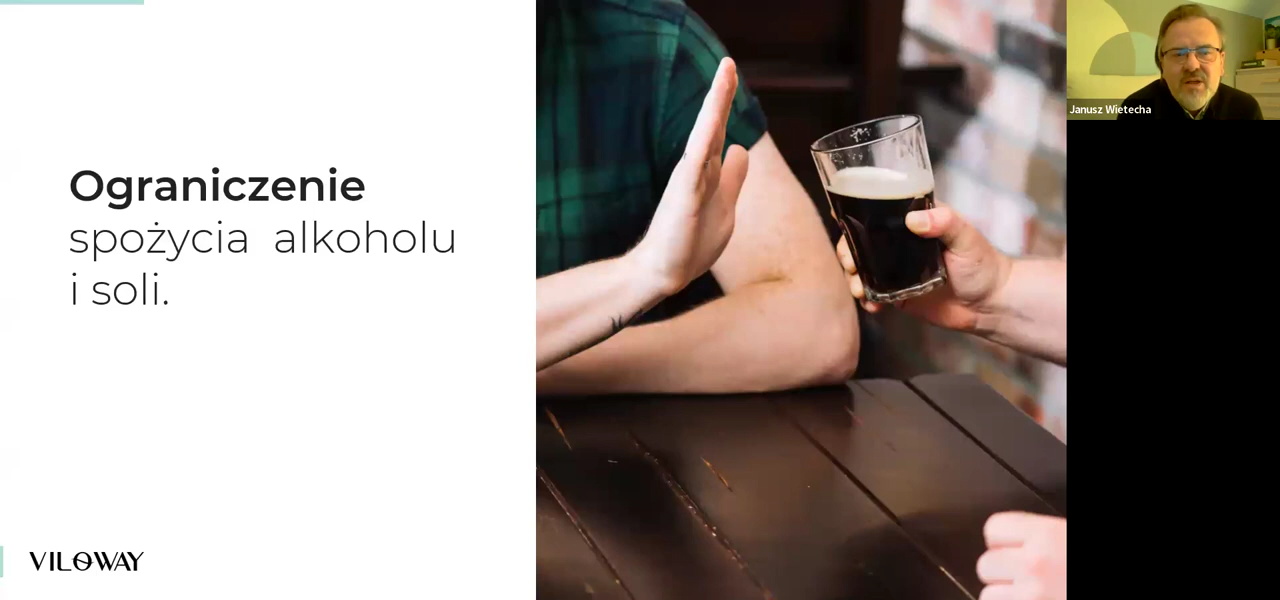 Ograniczenie
spożycia alkoholu
i soli.
VILOWAY
Janusz Wietecha